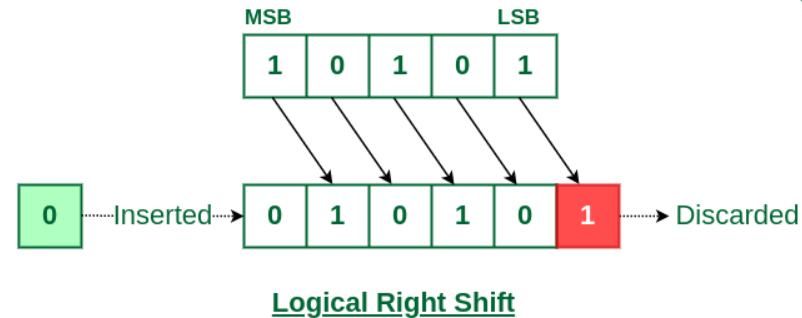 MSB LSB
1 0 1 0 1
0 Inserted 0 1 0 1 0 1 Discarded
Logical Right Shift